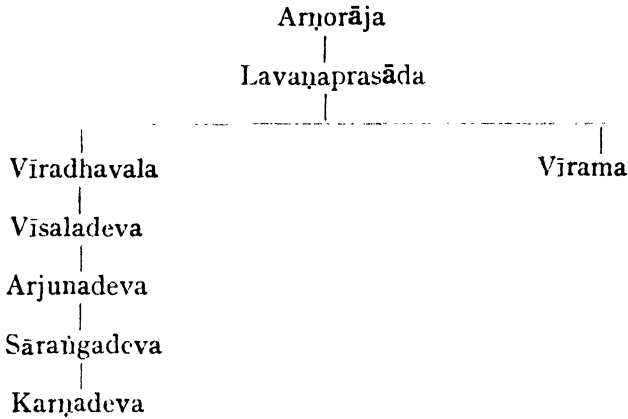 Arṇorāja
Lavaṇaprasāda
Vīradhavala Vīrama
Vīsaladeva
Arjunadeva
Sāraṅgadeva
Karṇadeva